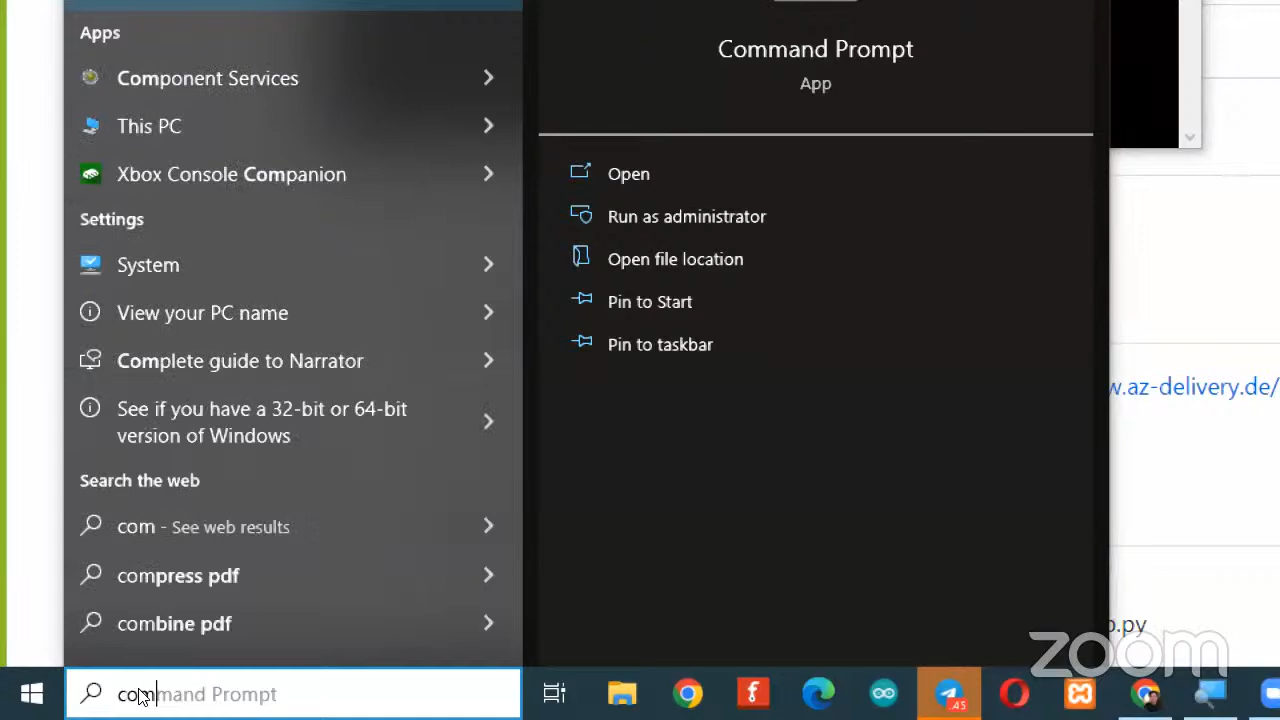 Apps
Component Services
This PC
Xbox Console Companion
Settings
System
View your PC name
Complete guide to Narrator
See if you have a 32-bit or 64-bit
version of Windows
Search the web
com - See web results
compress pdf
combine pdf
command Prompt
Command Prompt
App
Open
Run as administrator
Open file location
Pin to Start
Pin to taskbar
w.az-delivery.de/
o.py
zoom
45